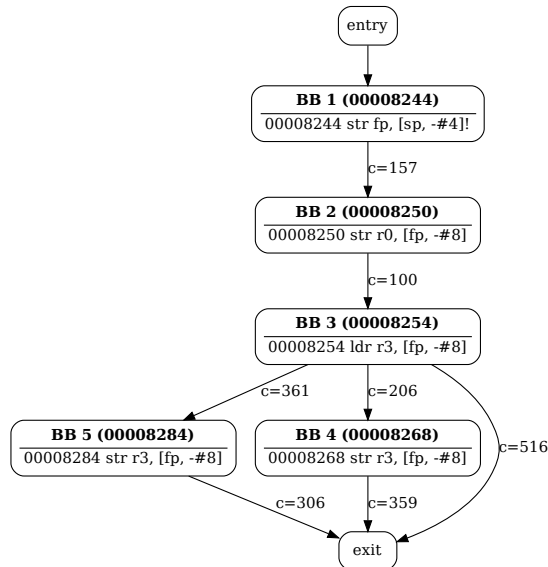 entry
BB 1 (00008244)
00008244 str fp, [sp, -#4]!
c=157
BB 2 (00008250)
00008250 str r0, [fp, -#8]
c=100
BB 3 (00008254)
00008254 ldr r3, [fp, -#8]
c=361
c=206
BB 5 (00008284)
00008284 str r3, [fp, -#8]
BB 4 (00008268)
00008268 str r3, [fp, -#8]
c=516
c=306
c=359
exit